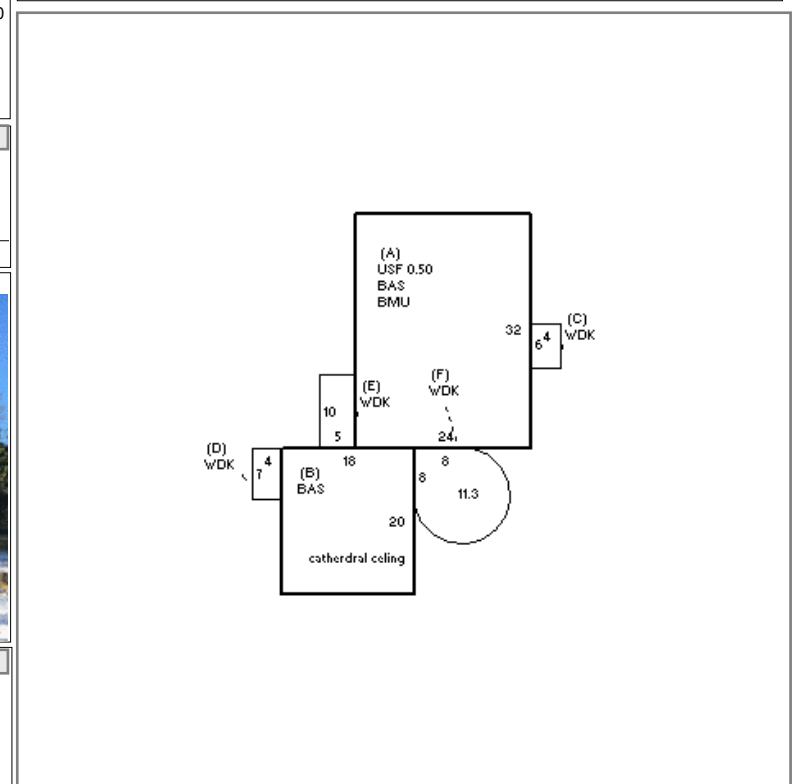 (A)
USF 0.50
BAS
BMU
32
(C)
WDK
6
4
(F)
WDK
(E)
WDK
10
5
24
(D)
WDK
4
7
18
(B)
BAS
8
8
11.3
20
catherdral celing